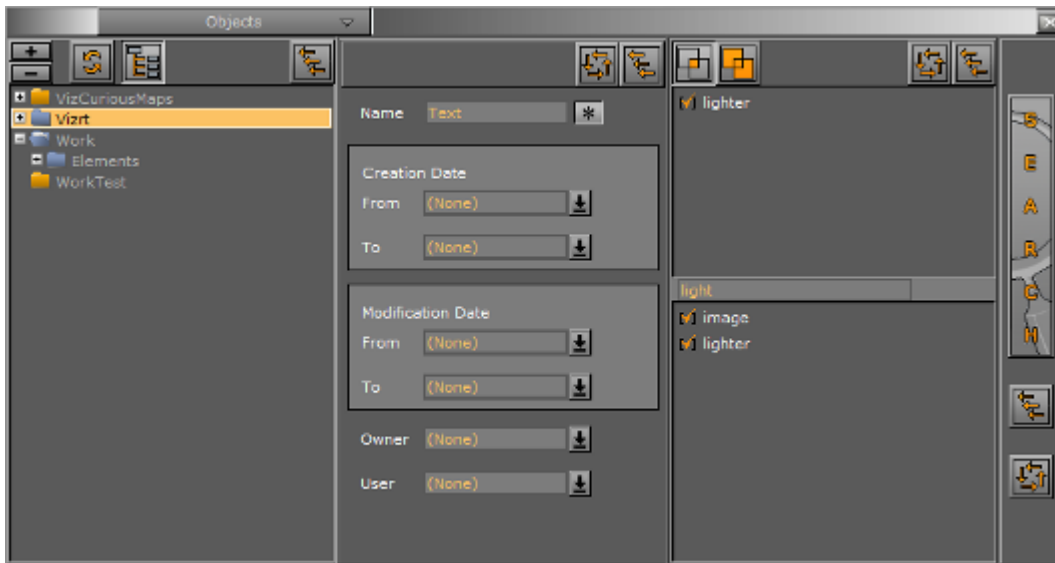 Objects
VizCuriousMaps
Vizrt
Work
Elements
WorkTest
Name Text *
Creation Date
From (None)
To (None)
Modification Date
From (None)
To (None)
Owner (None)
User (None)
lighter
light
image
lighter
S
E
A
R
C
H